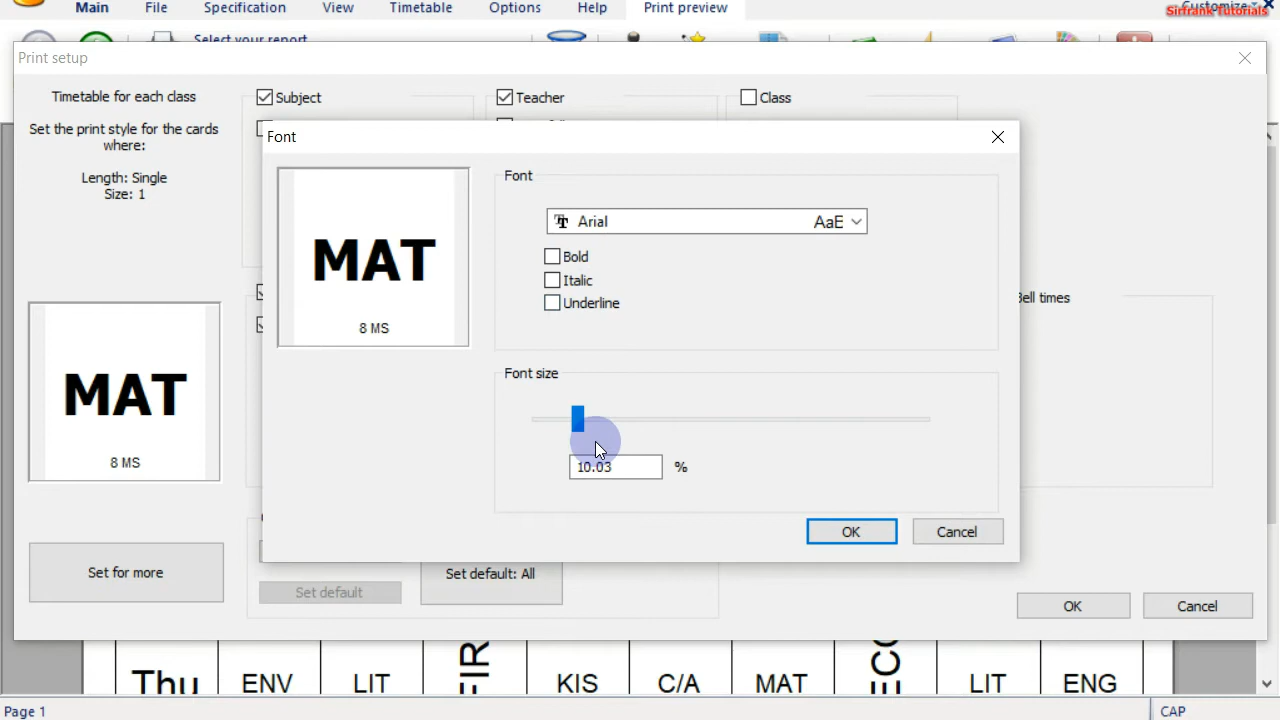 Main File Specification View Timetable Options Help Print preview Customize
Sirfrank Tutorials
Select your report
Print setup
Timetable for each class
Subject
Teacher
Class
Set the print style for the cards
where:
Length: Single
Size: 1
Font
Font
MAT
8 MS
Arial AaE
Bold
Italic
Underline
Bell times
MAT
8 MS
Font size
10.03 %
OK Cancel
Set for more
Set default
Set default: All
OK Cancel
Thu ENV LIT FIR KIS C/A MAT ECO LIT ENG
Page 1 CAP